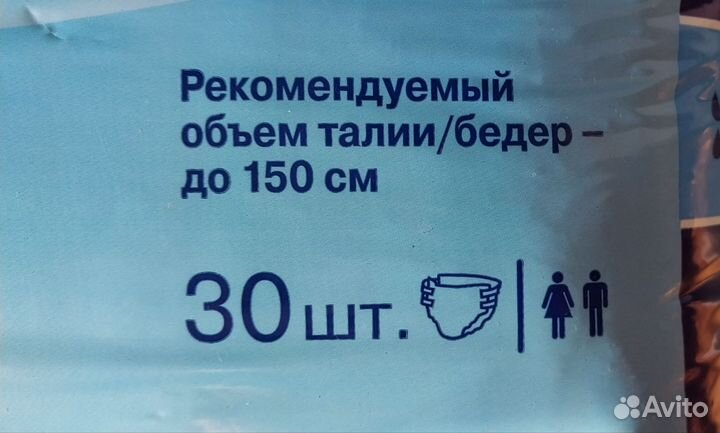 Рекомендуемый
объем талии/бедер –
до 150 см
30 шт.
Avito